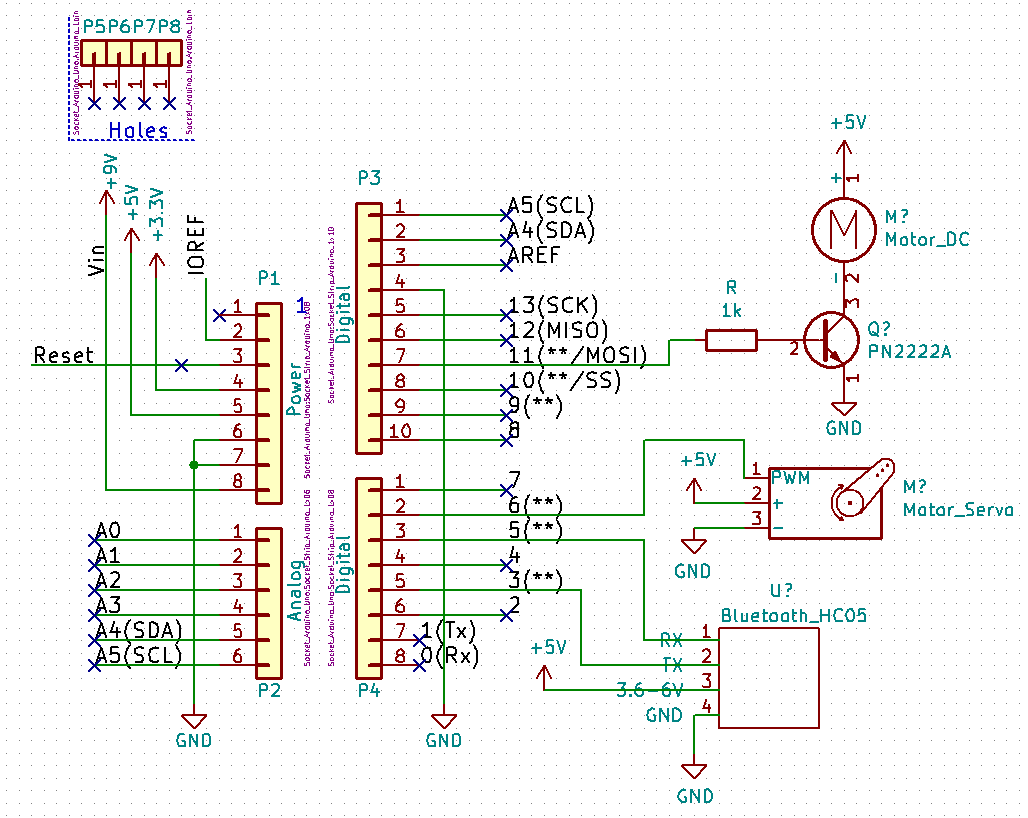 P5P6P7P8
1 1 1 1
Holes
+9V
+5V
+3.3V
IOREF
Vin
Reset
P1
1
1
2
3
4
5
6
7
8
Power
A0
A1
A2
A3
A4(SDA)
A5(SCL)
1
2
3
4
5
6
Analog
P2
GND
P3
1 A5(SCL)
2 A4(SDA)
3 AREF
4
5 13(SCK)
6 12(MISO)
7 11(**/MOSI)
8 10(**/SS)
9 9(**)
10 8
Digital
1 7
2 6(**)
3 5(**)
4 4
5 3(**)
6 2
7 1(Tx)
8 0(Rx)
Digital
P4
GND
+5V
+ 1
M?
Motor_DC
- 2
3
R
1k
2
Q?
PN2222A
1
GND
+5V
1 PWM
2 +
3 -
M?
Motor_Servo
GND
U?
Bluetooth_HC05
+5V
RX 1
TX 2
3.6-6V 3
GND 4
GND